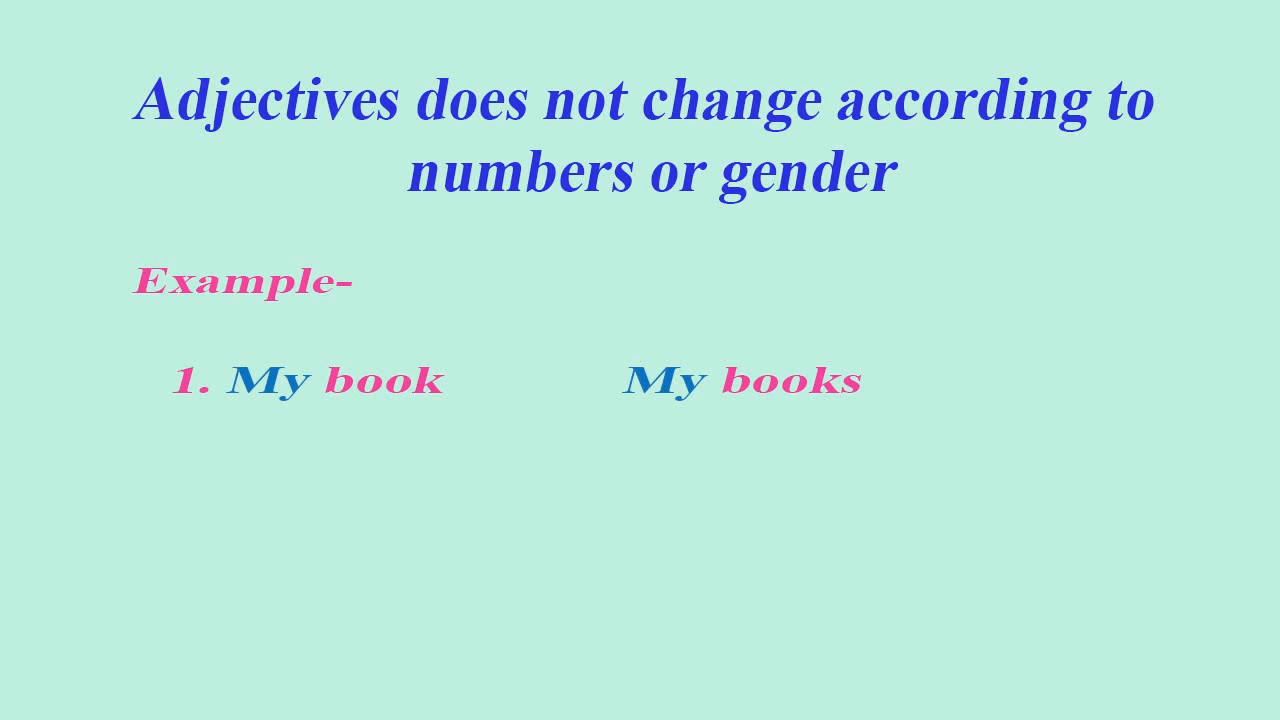 Adjectives does not change according to
numbers or gender
Example-
1. My book My books